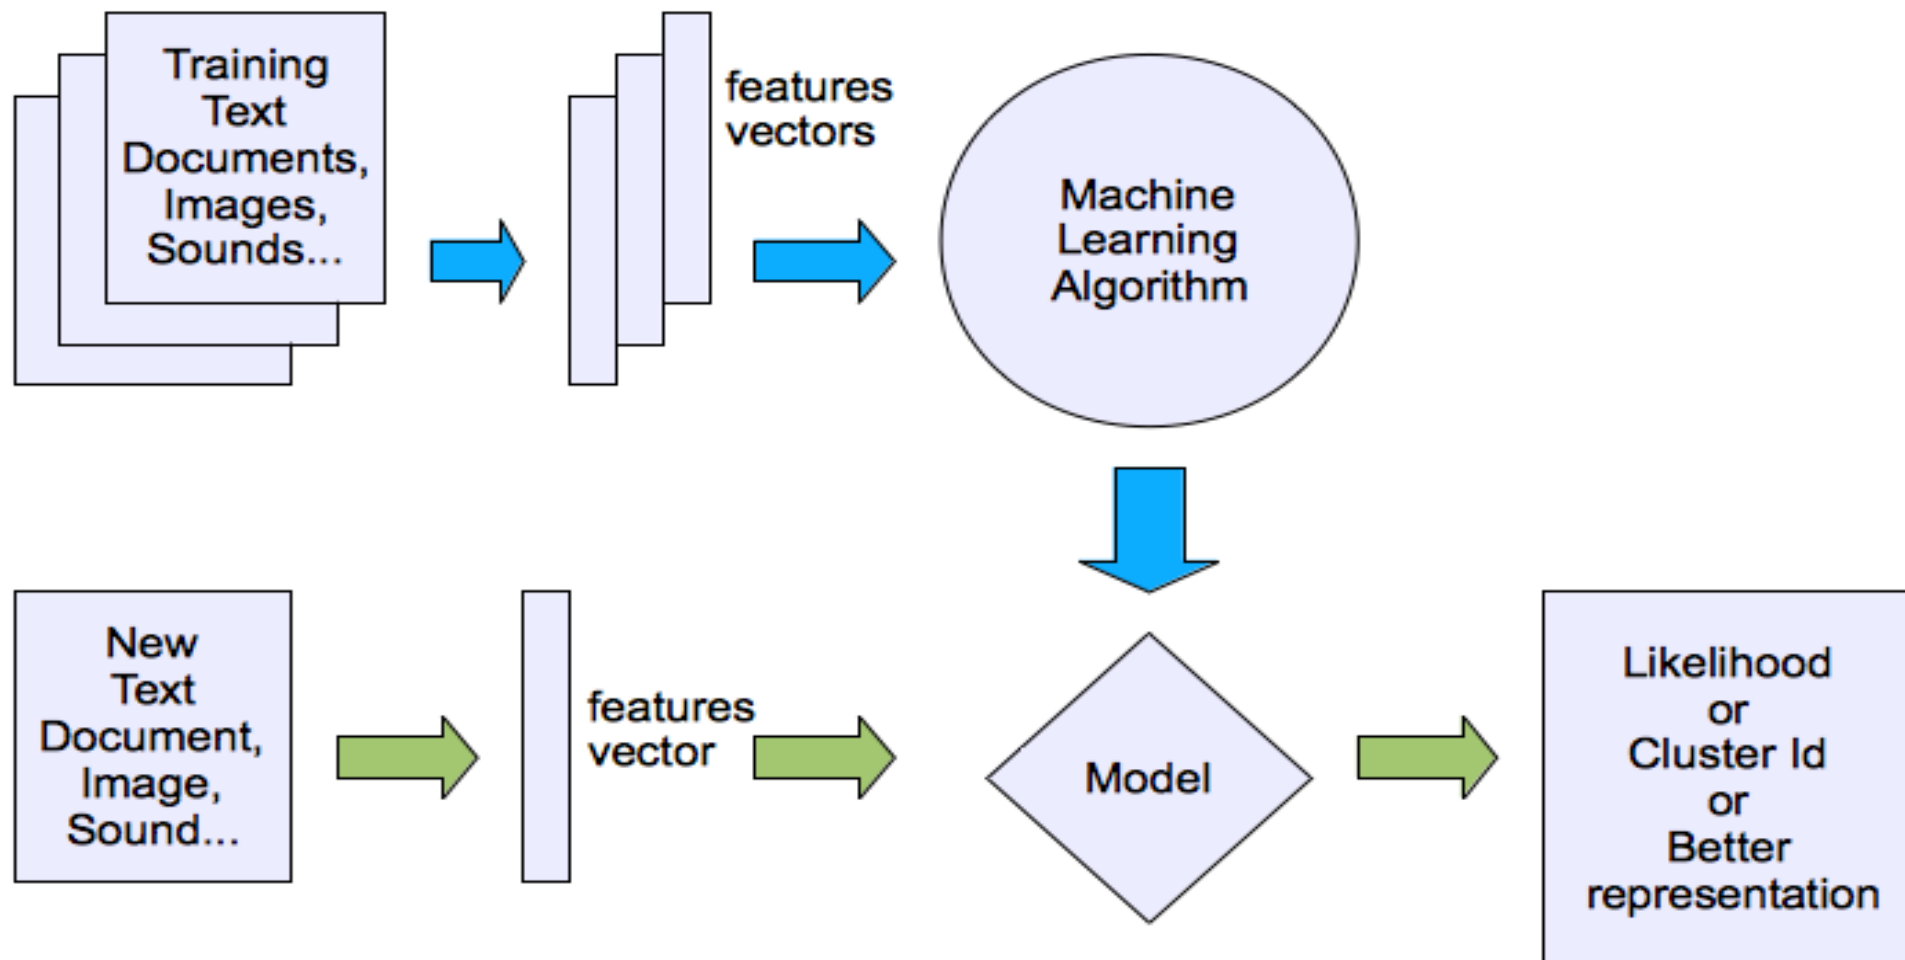 Training
Text
Documents,
Images,
Sounds...
features
vectors
Machine
Learning
Algorithm
New
Text
Document,
Image,
Sound...
features
vector
Model
Likelihood
or
Cluster Id
or
Better
representation